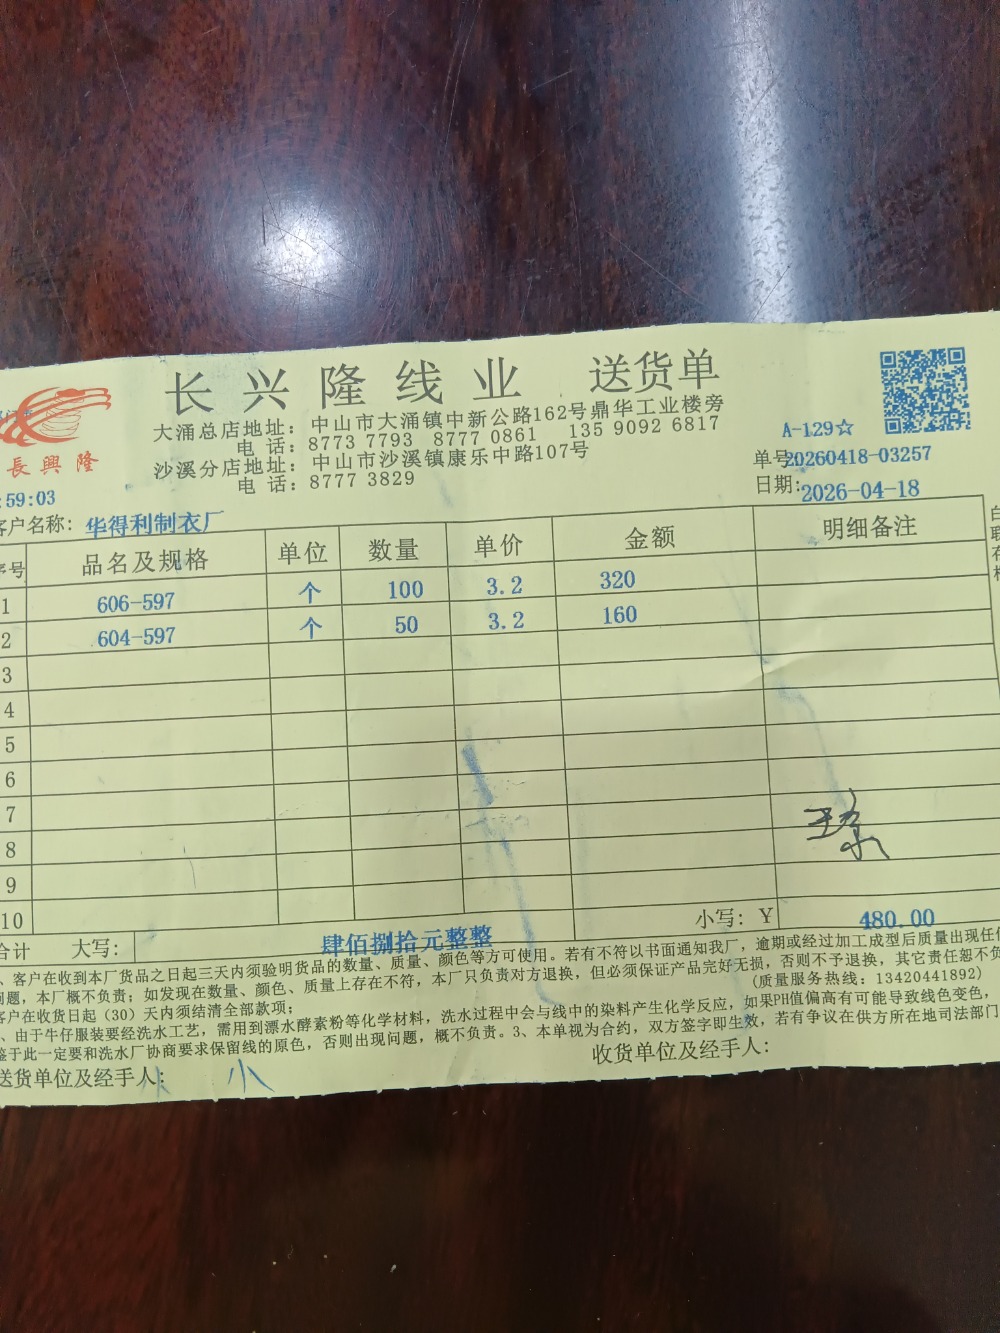 长兴隆线业 送货单
大涌总店地址：中山市大涌镇中新公路162号鼎华工业楼旁
电 话：8773 7793 8777 0861 135 9092 6817
沙溪分店地址：中山市沙溪镇康乐中路107号
电 话：8777 3829
長興隆
A-129☆
单号20260418-03257
日期:2026-04-18
:59:03
客户名称：华得利制衣厂
序号 品名及规格 单位 数量 单价 金额 明细备注
1 606-597 个 100 3.2 320
2 604-597 个 50 3.2 160
3
4
5
6
7
8
9
10
合计 大写： 肆佰捌拾元整整 小写：Y 480.00
、客户在收到本厂货品之日起三天内须验明货品的数量、质量、颜色等方可使用。若有不符以书面通知我厂，逾期或经过加工成型后质量出现任何
问题，本厂概不负责；如发现在数量、颜色、质量上存在不符，本厂只负责对方退换，但必须保证产品完好无损，否则不予退换，其它责任恕不负
客户在收货日起（30）天内须结清全部款项； (质量服务热线：13420441892)
、由于牛仔服装要经洗水工艺，需用到漂水酵素粉等化学材料，洗水过程中会与线中的染料产生化学反应，如果PH值偏高有可能导致线色变色，
鉴于此一定要和洗水厂协商要求保留线的原色，否则出现问题，概不负责。3、本单视为合约，双方签字即生效，若有争议在供方所在地司法部门
送货单位及经手人： 小 收货单位及经手人：